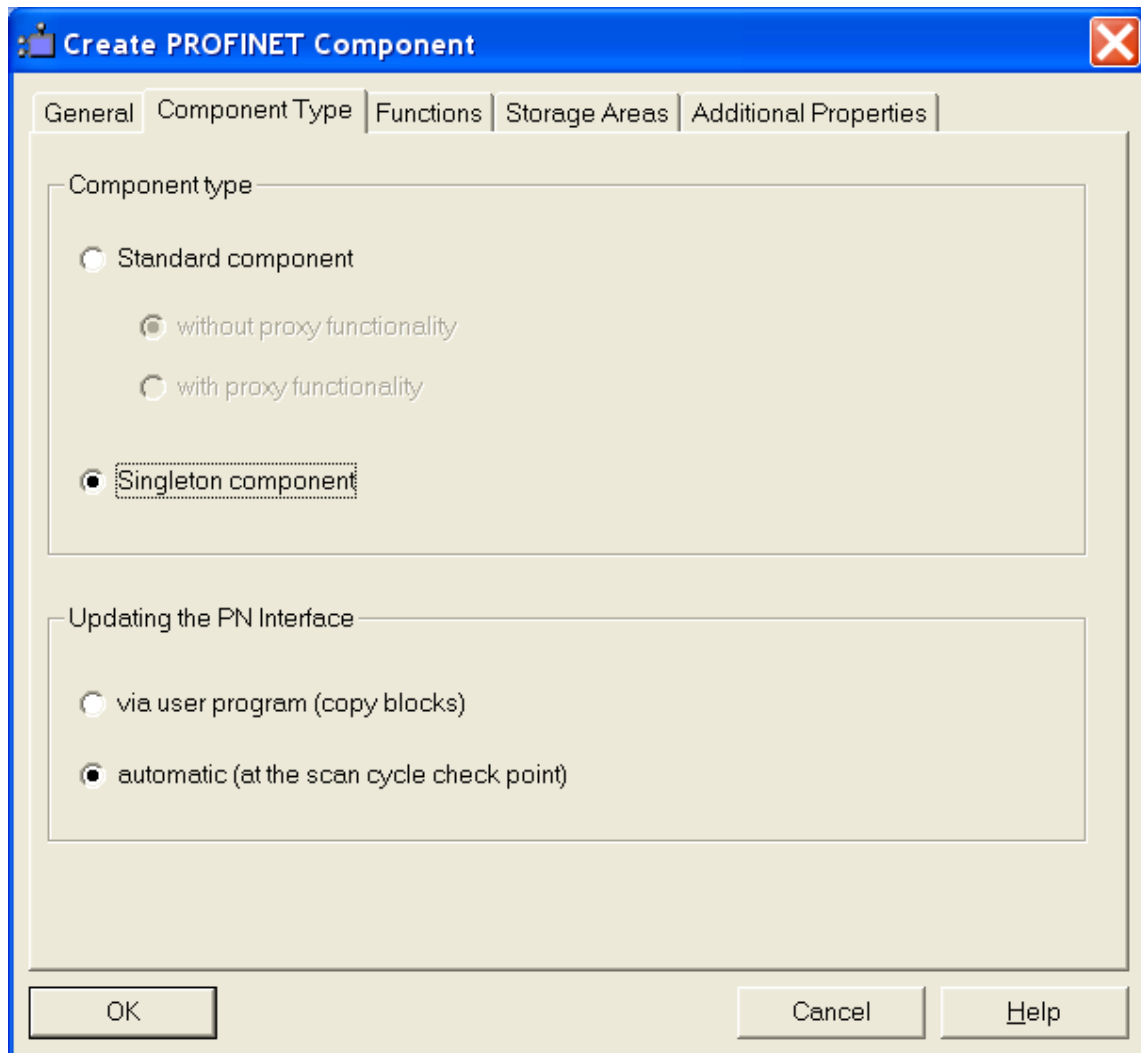 Create PROFINET Component
General Component Type Functions Storage Areas Additional Properties
Component type
Standard component
without proxy functionality
with proxy functionality
Singleton component
Updating the PN Interface
via user program (copy blocks)
automatic (at the scan cycle check point)
OK Cancel Help